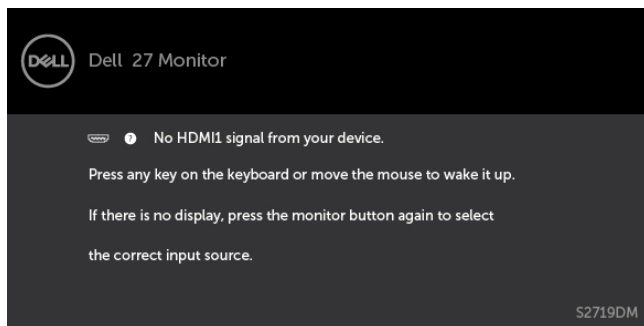 DELL
Dell 27 Monitor
? No HDMI1 signal from your device.
Press any key on the keyboard or move the mouse to wake it up.
If there is no display, press the monitor button again to select
the correct input source.
S2719DM